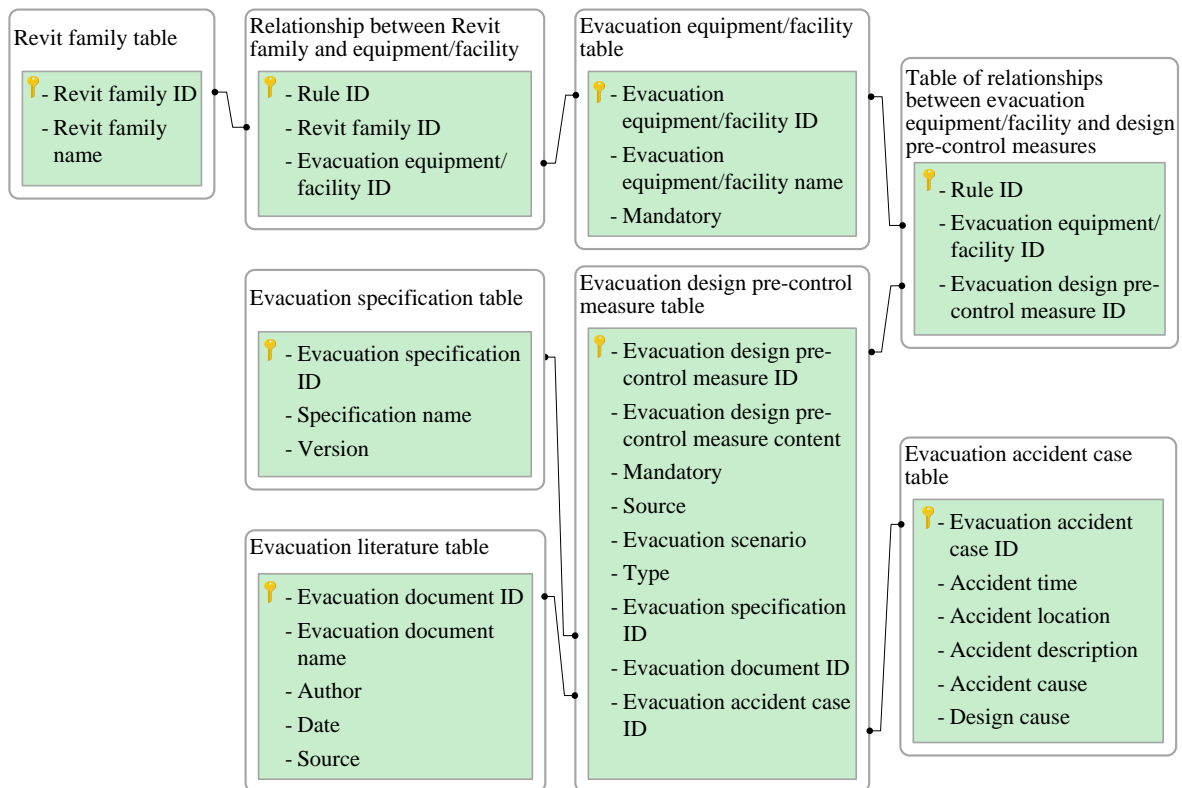 Revit family table
- Revit family ID
- Revit family
name
Relationship between Revit
family and equipment/facility
- Rule ID
- Revit family ID
- Evacuation equipment/
facility ID
Evacuation equipment/facility
table
- Evacuation
equipment/facility ID
- Evacuation
equipment/facility name
- Mandatory
Table of relationships
between evacuation
equipment/facility and design
pre-control measures
- Rule ID
- Evacuation equipment/
facility ID
- Evacuation design pre-
control measure ID
Evacuation specification table
- Evacuation specification
ID
- Specification name
- Version
Evacuation design pre-control
measure table
- Evacuation design pre-
control measure ID
- Evacuation design pre-
control measure content
- Mandatory
- Source
- Evacuation scenario
- Type
- Evacuation specification
ID
- Evacuation document ID
- Evacuation accident case
ID
Evacuation literature table
- Evacuation document ID
- Evacuation document
name
- Author
- Date
- Source
Evacuation accident case
table
- Evacuation accident
case ID
- Accident time
- Accident location
- Accident description
- Accident cause
- Design cause